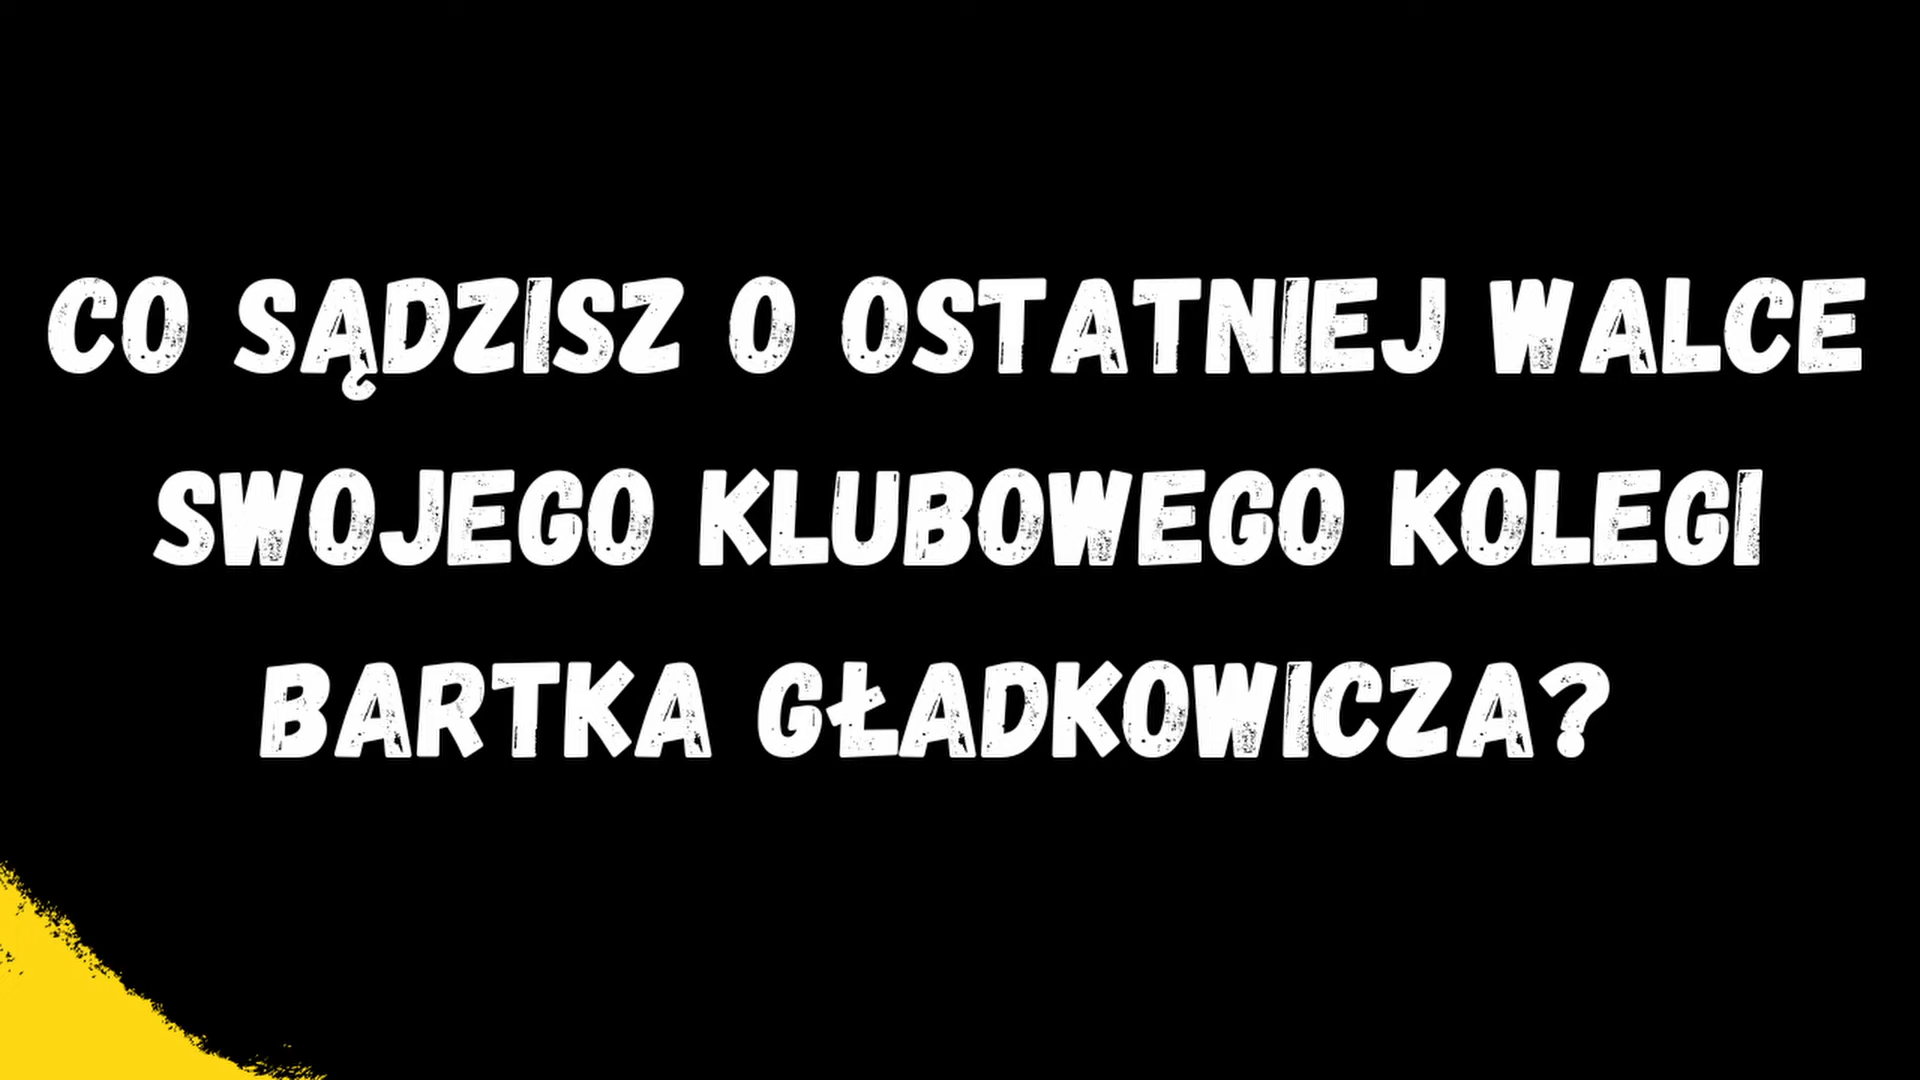 CO SĄDZISZ O OSTATNIEJ WALCE
SWOJEGO KLUBOWEGO KOLEGI
BARTKA GŁADKOWICZA?